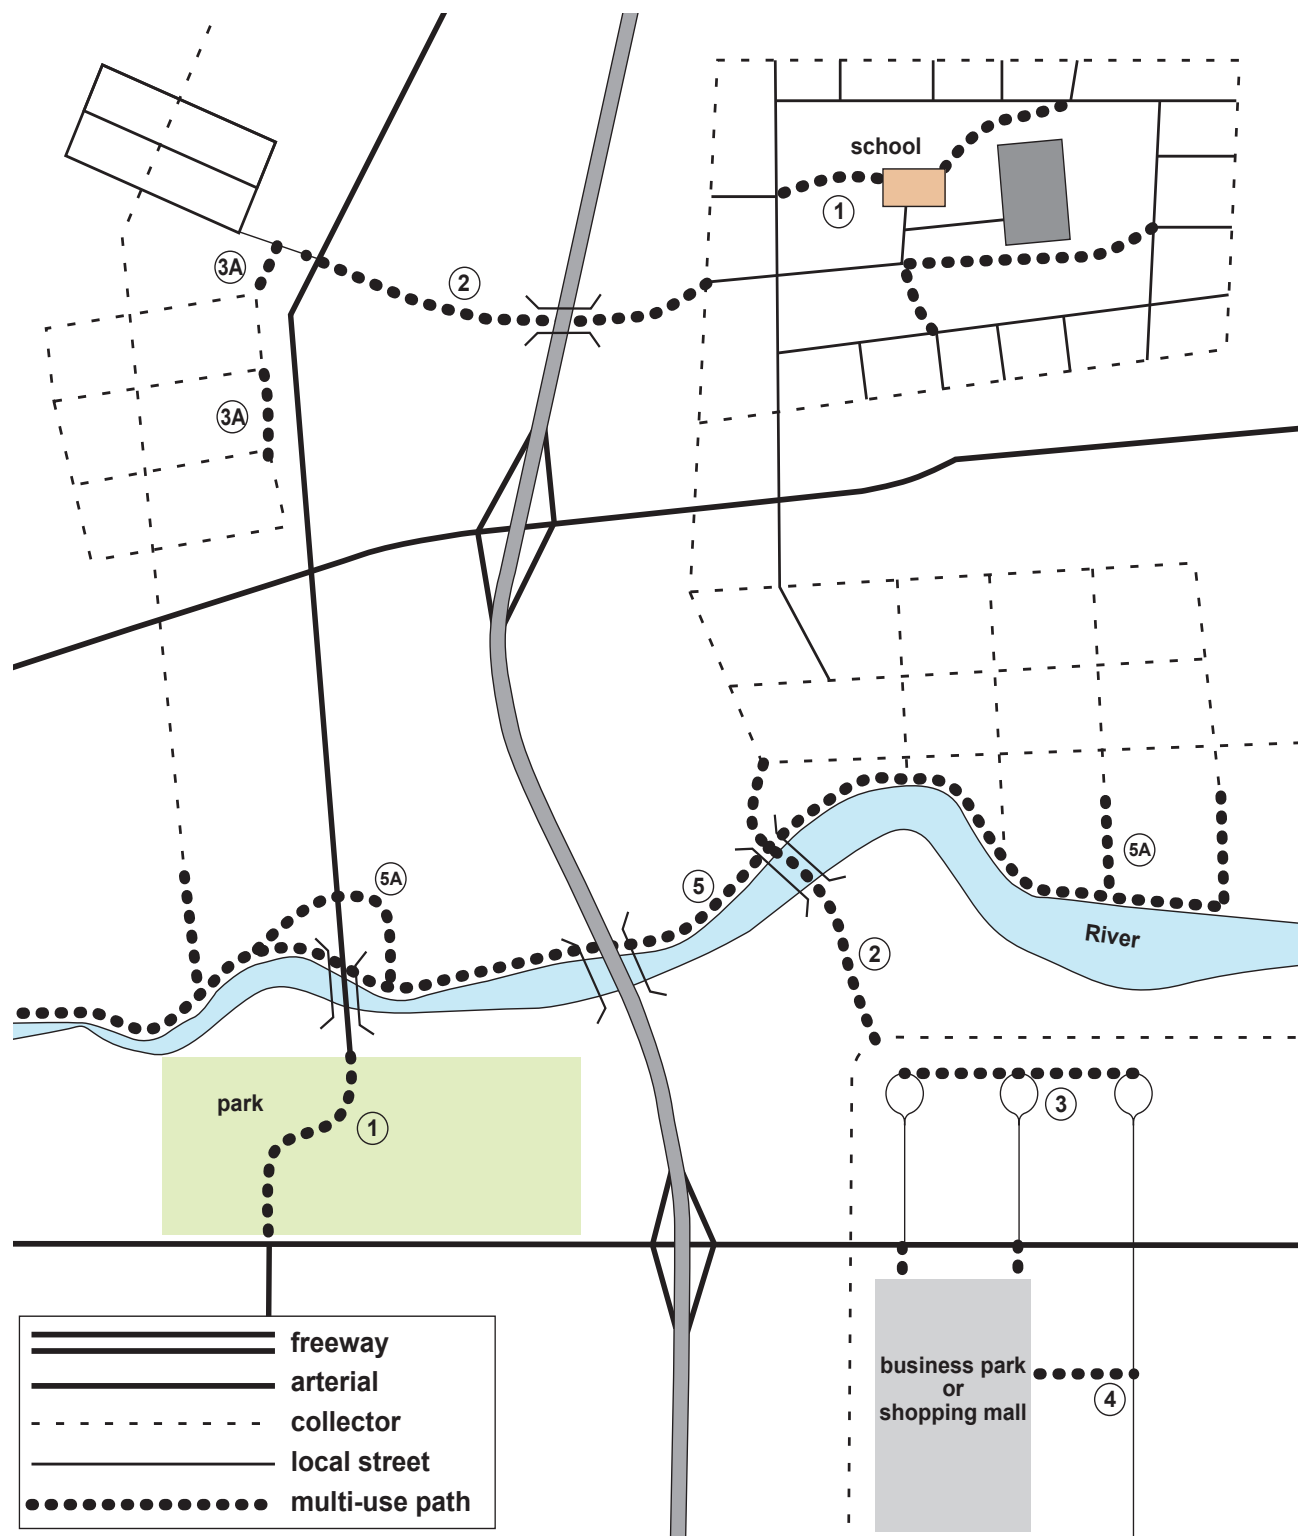 school
1
3A
2
3A
5A
5A
5
River
2
park
1
3
business park
or
shopping mall
4
freeway
arterial
collector
local street
multi-use path